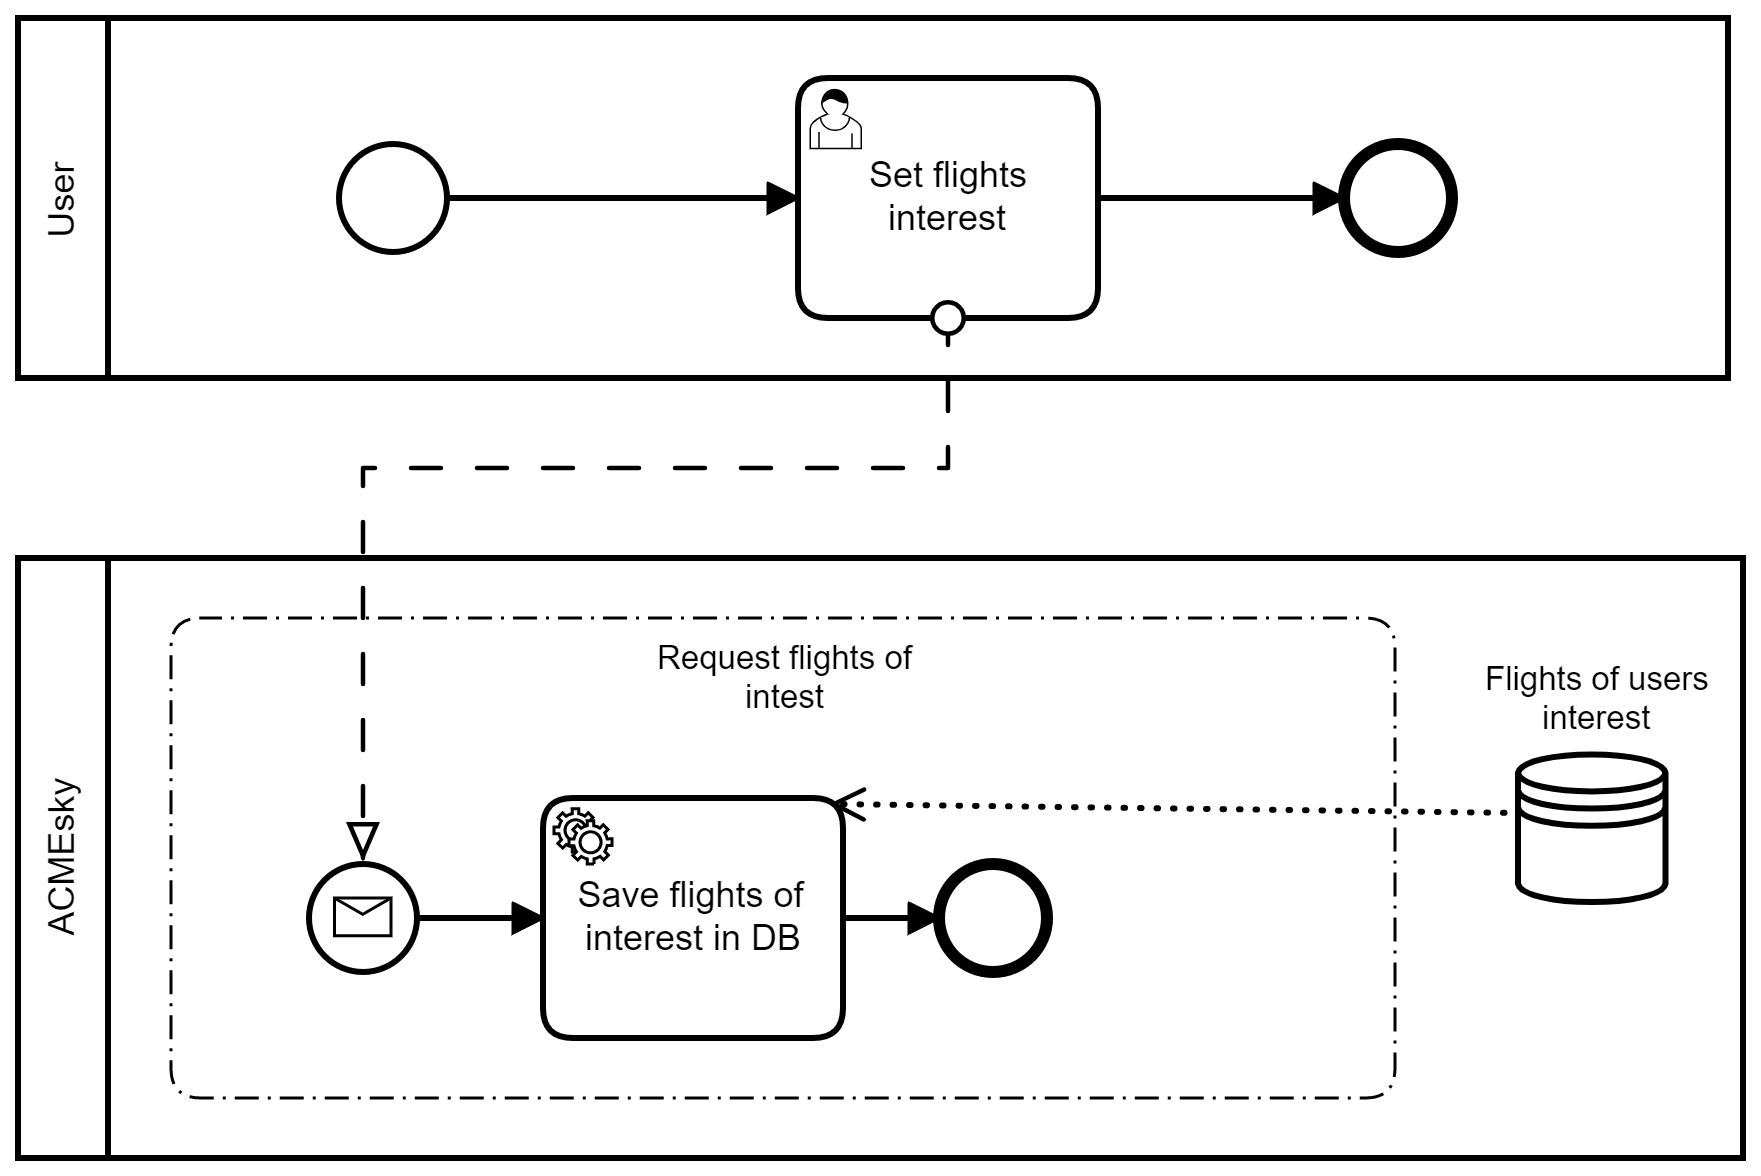 User
Set flights
interest
ACMEsky
Request flights of
intest
Flights of users
interest
Save flights of
interest in DB